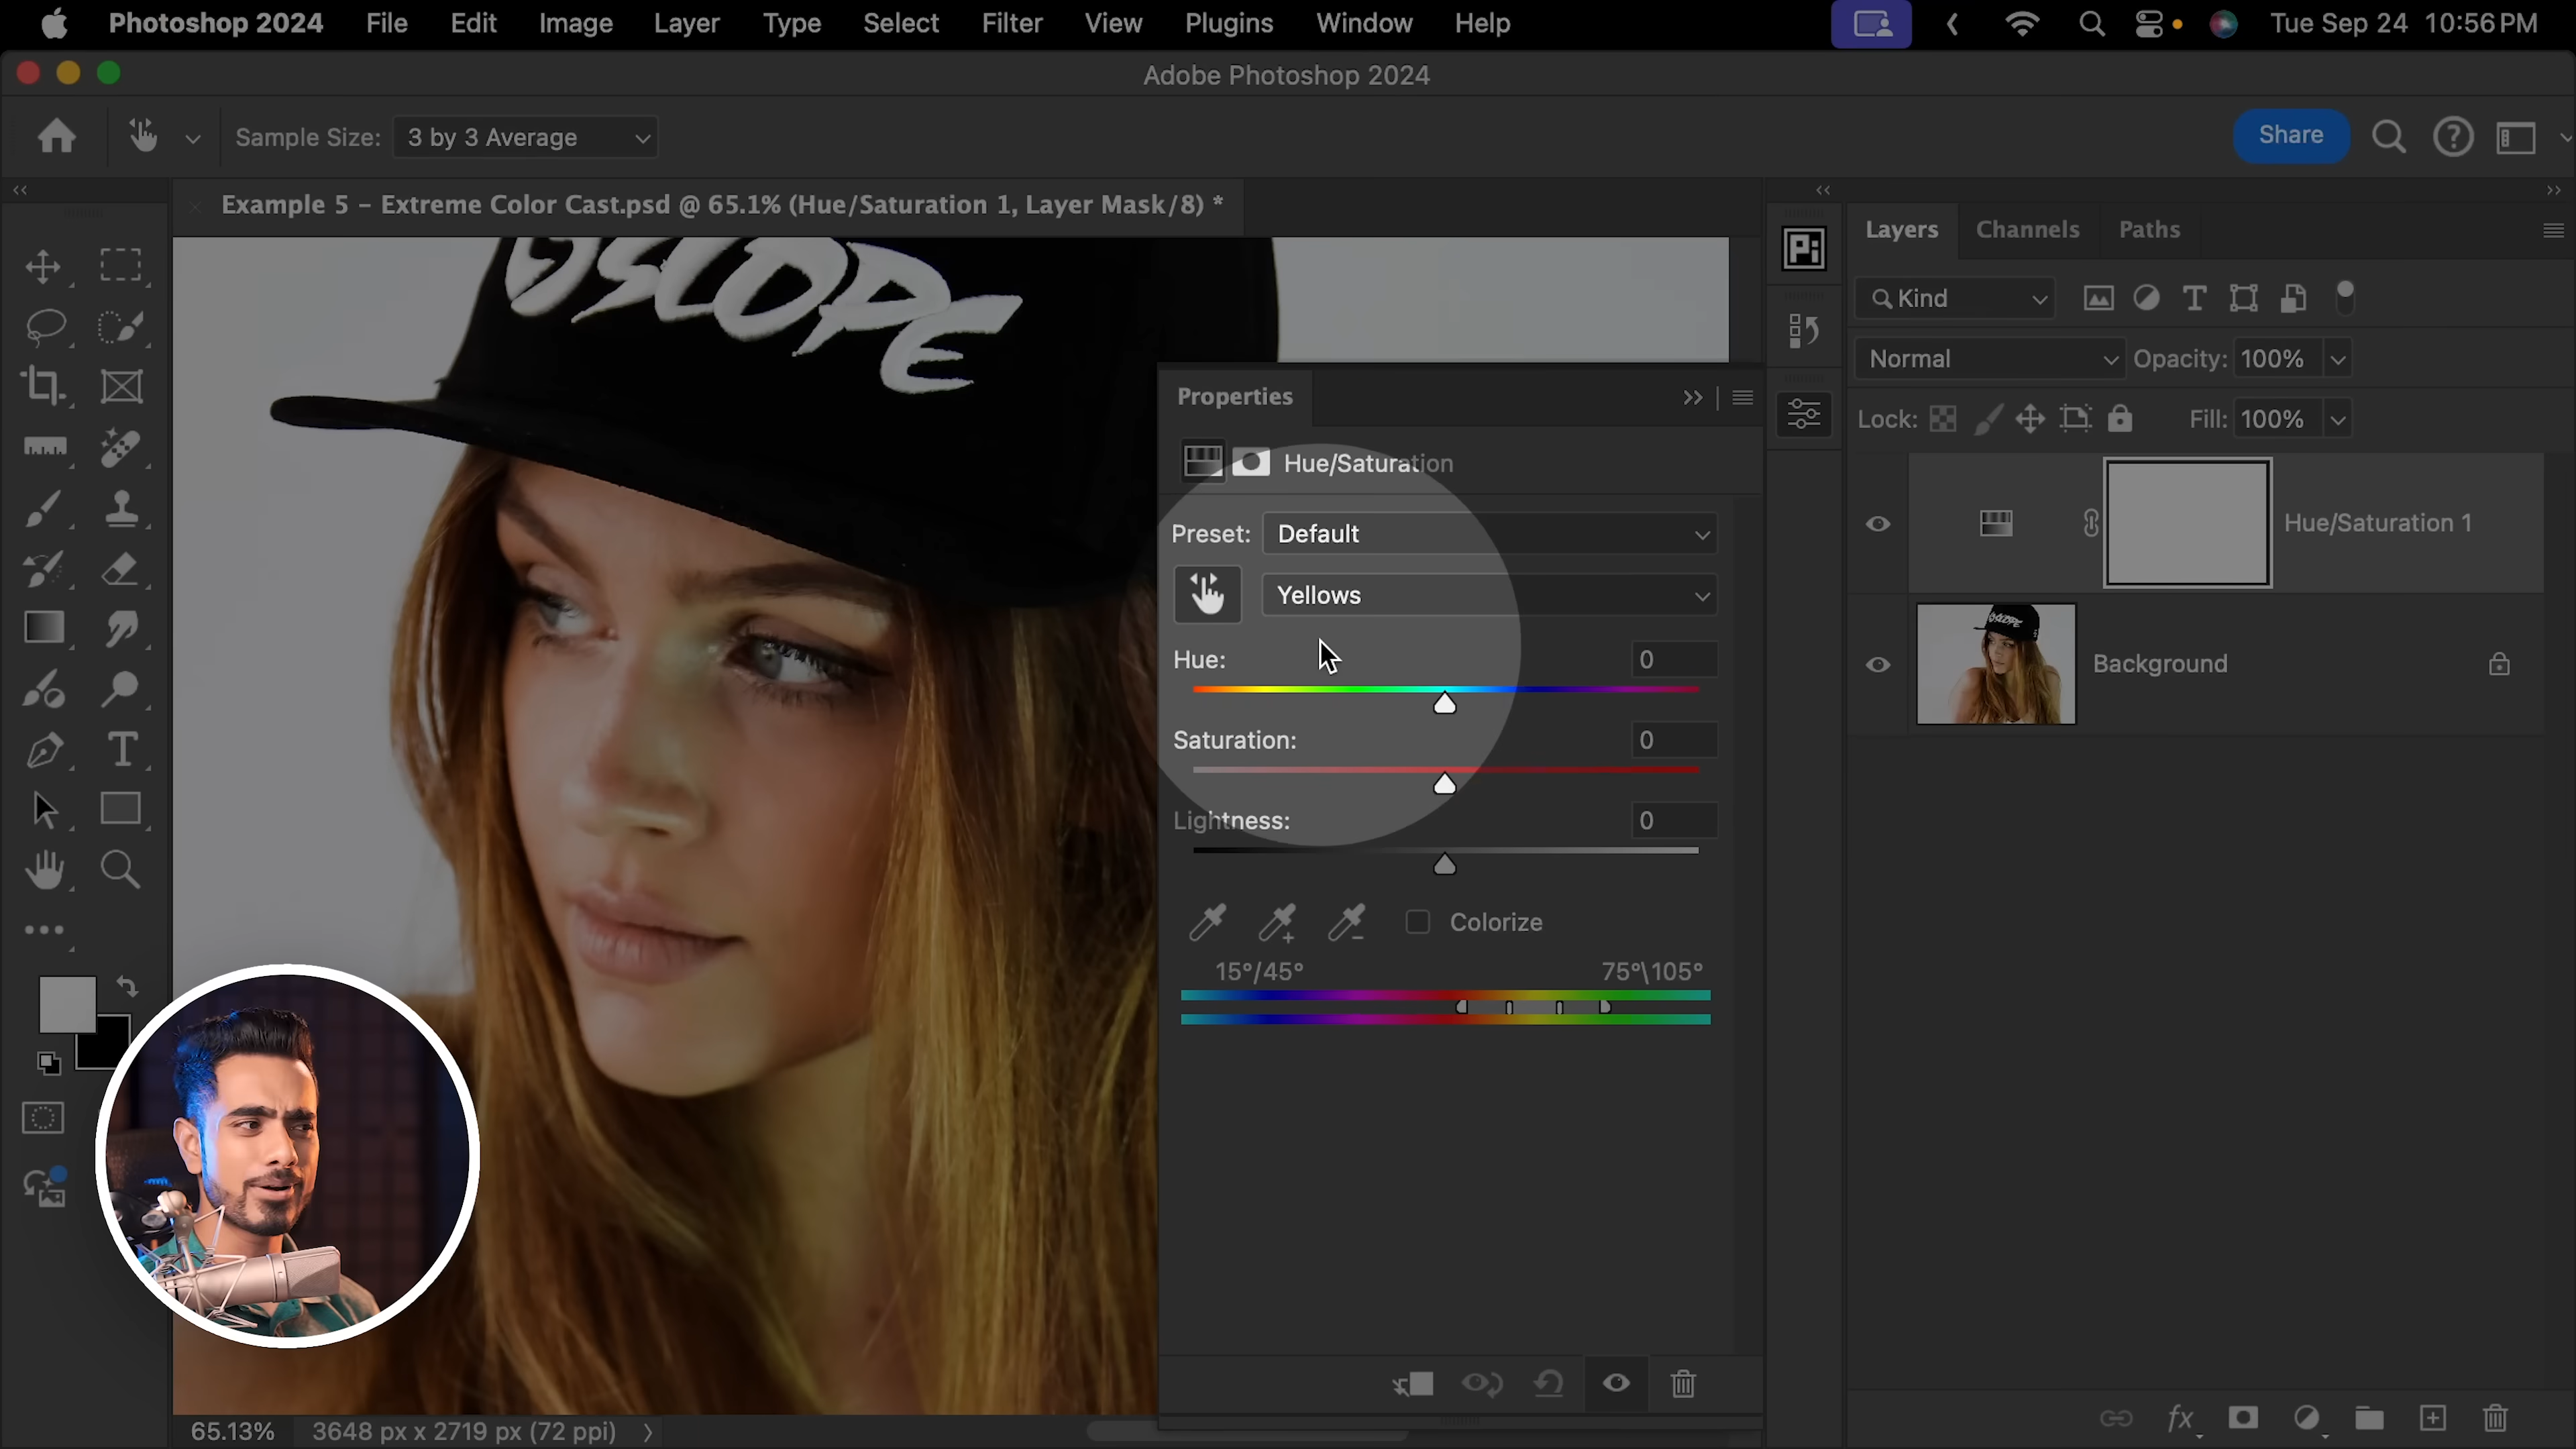 Photoshop 2024 File Edit Image Layer Type Select Filter View Plugins Window Help Tue Sep 24 10:56 PM
Adobe Photoshop 2024
Sample Size: 3 by 3 Average Share
Example 5 – Extreme Color Cast.psd @ 65.1% (Hue/Saturation 1, Layer Mask/8) *
Layers Channels Paths
Kind
Normal Opacity: 100%
Lock: Fill: 100%
Hue/Saturation 1
Background
Properties
Hue/Saturation
Preset: Default
Yellows
Hue: 0
Saturation: 0
Lightness: 0
Colorize
15°/45° 75°\105°
65.13% 3648 px x 2719 px (72 ppi)